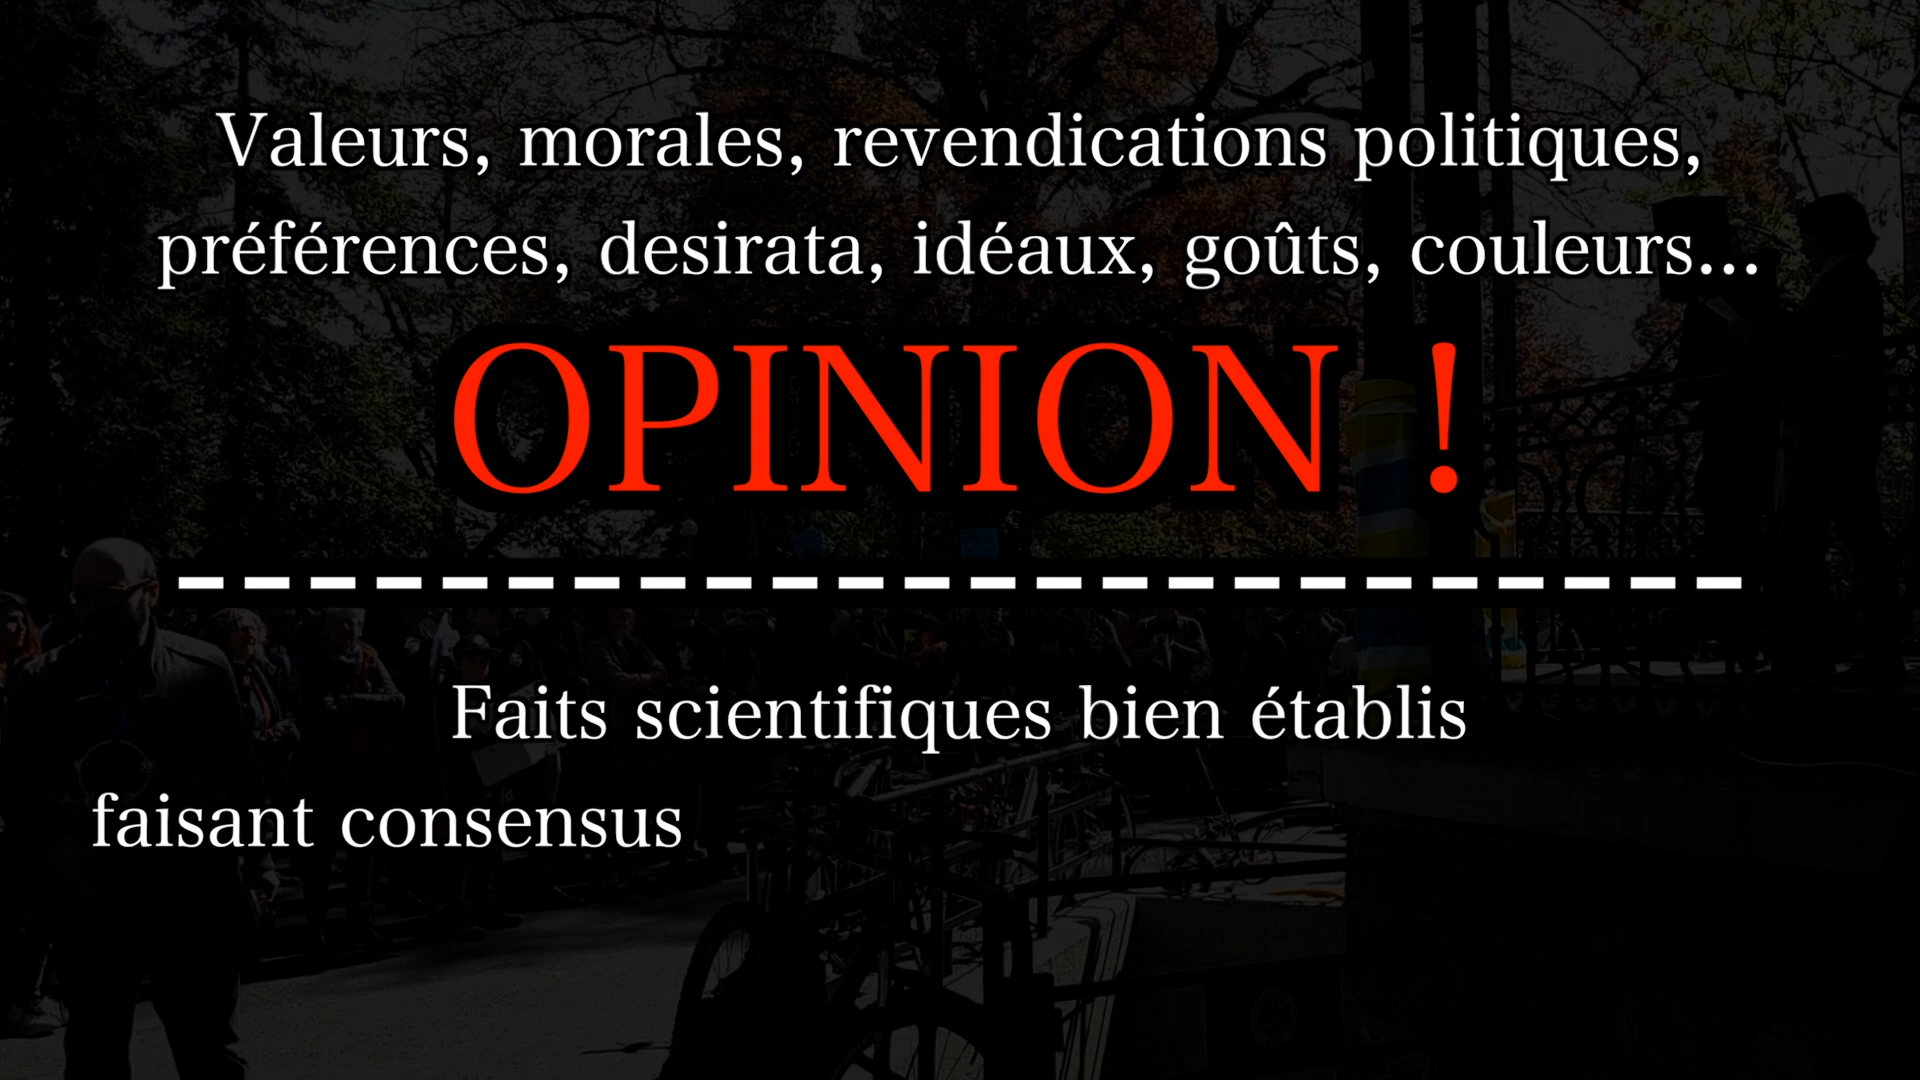 Valeurs, morales, revendications politiques,
préférences, desirata, idéaux, goûts, couleurs...
OPINION !
Faits scientifiques bien établis
faisant consensus